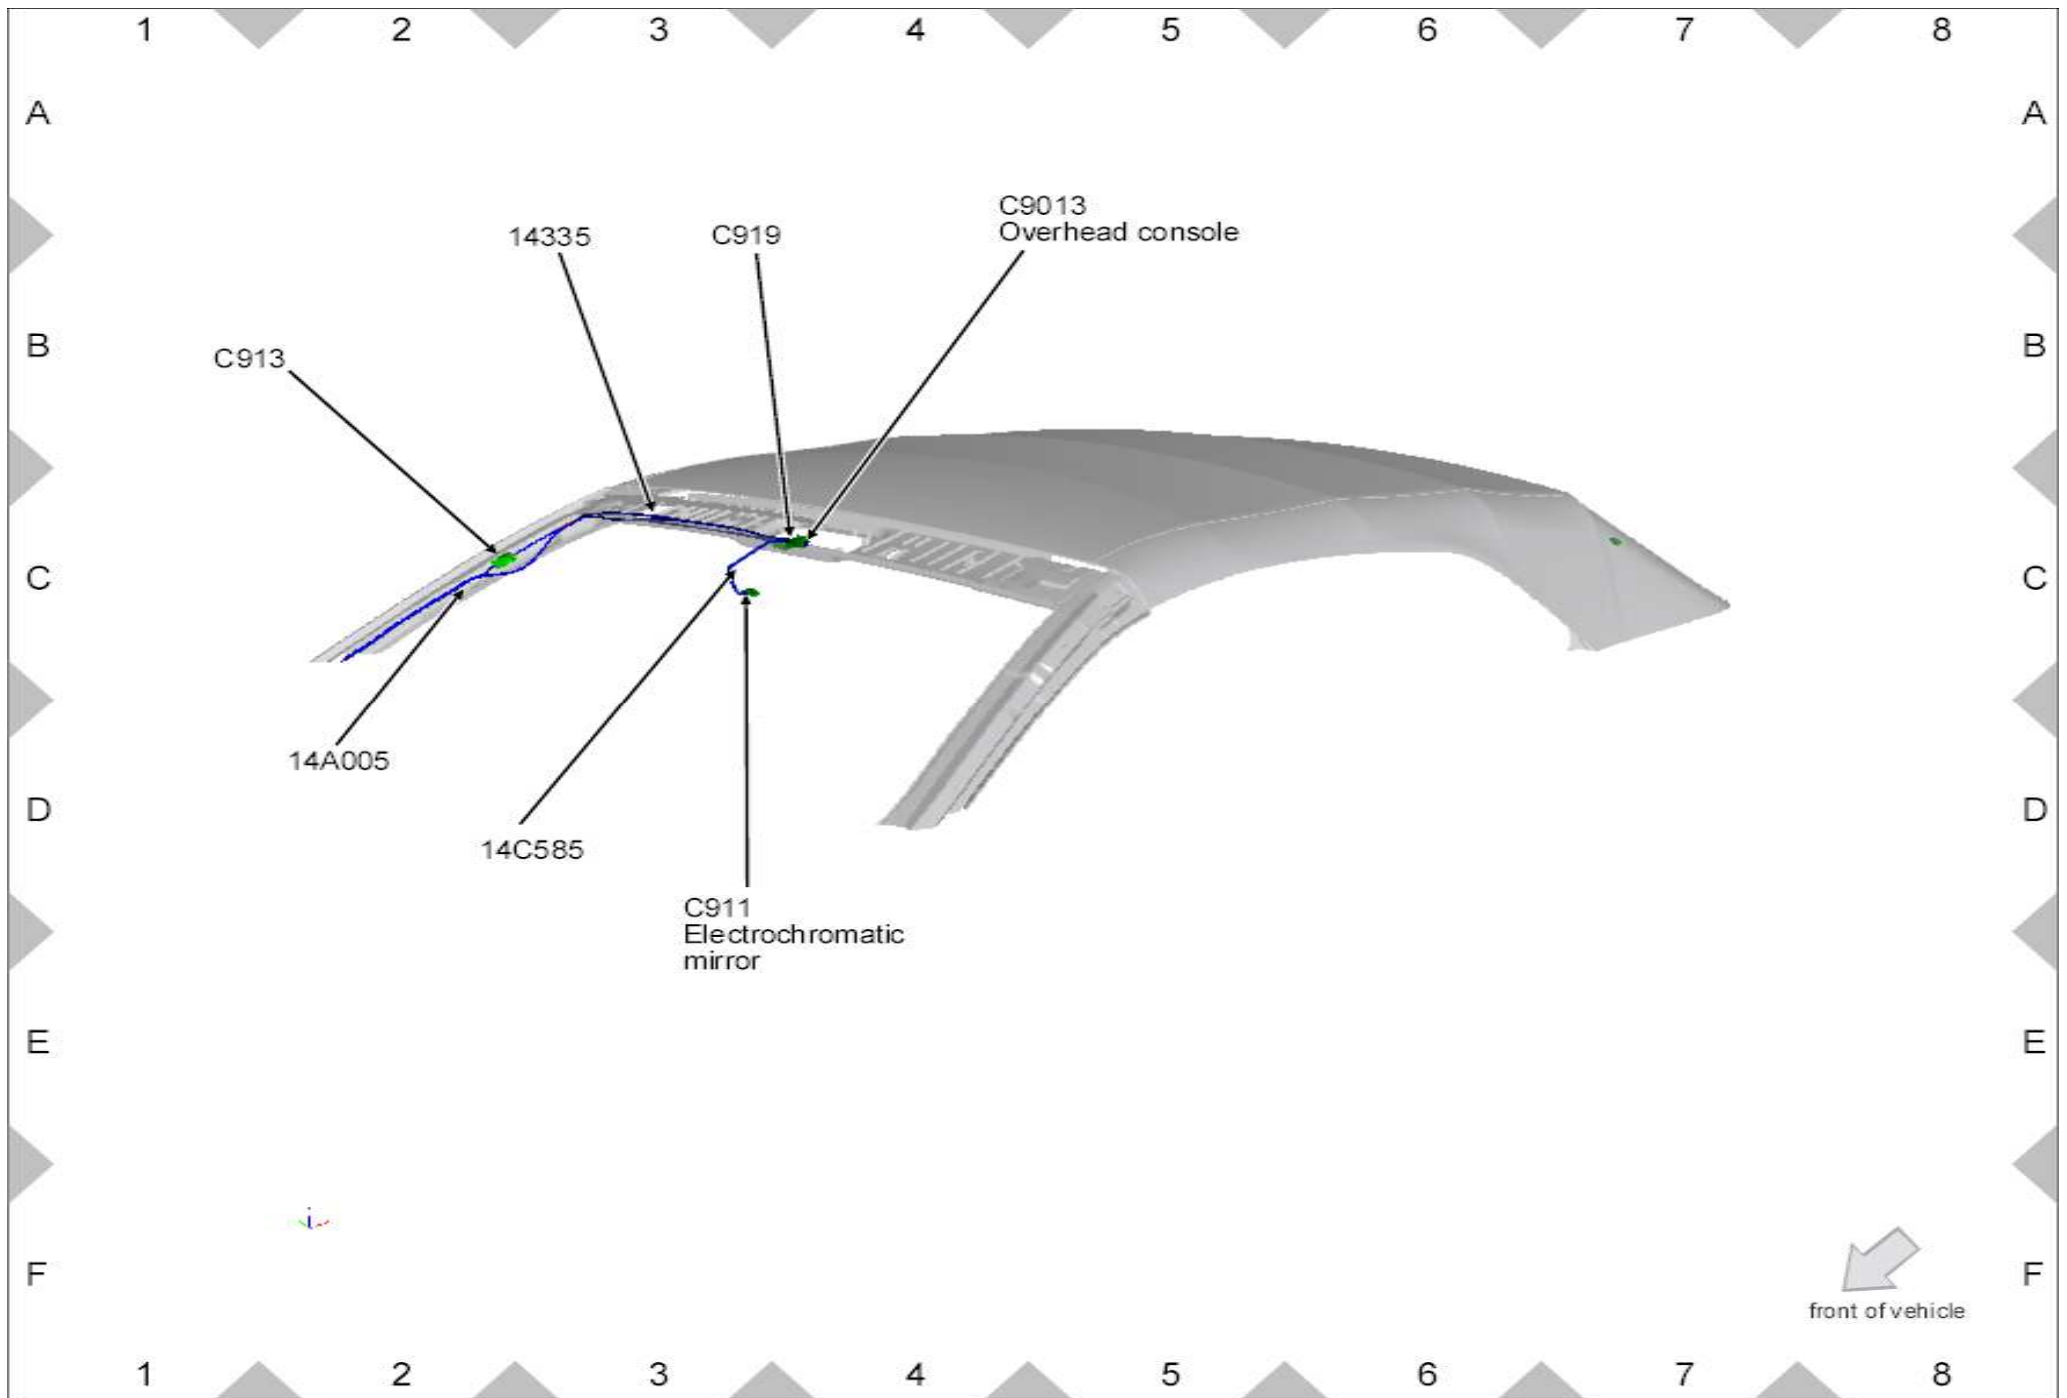 1 2 3 4 5 6 7 8
A A
C9013
14335 C919 Overhead console
B B
C913
C C
14A005
D D
14C585
C911
Electrochromatic
mirror
E E
F F
front of vehicle
1 2 3 4 5 6 7 8